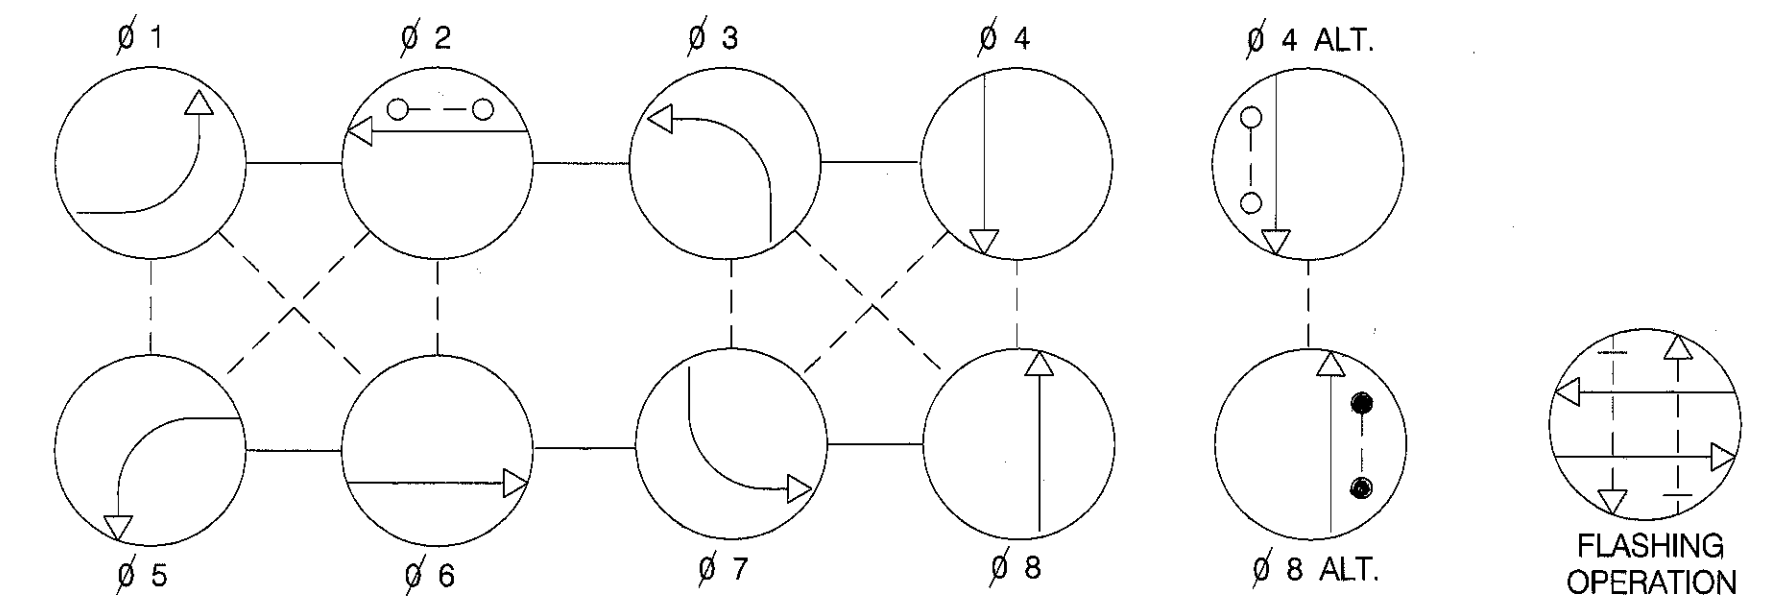 Ø 1
Ø 2
Ø 3
Ø 4
Ø 4 ALT.
Ø 5
Ø 6
Ø 7
Ø 8
Ø 8 ALT.
FLASHING
OPERATION